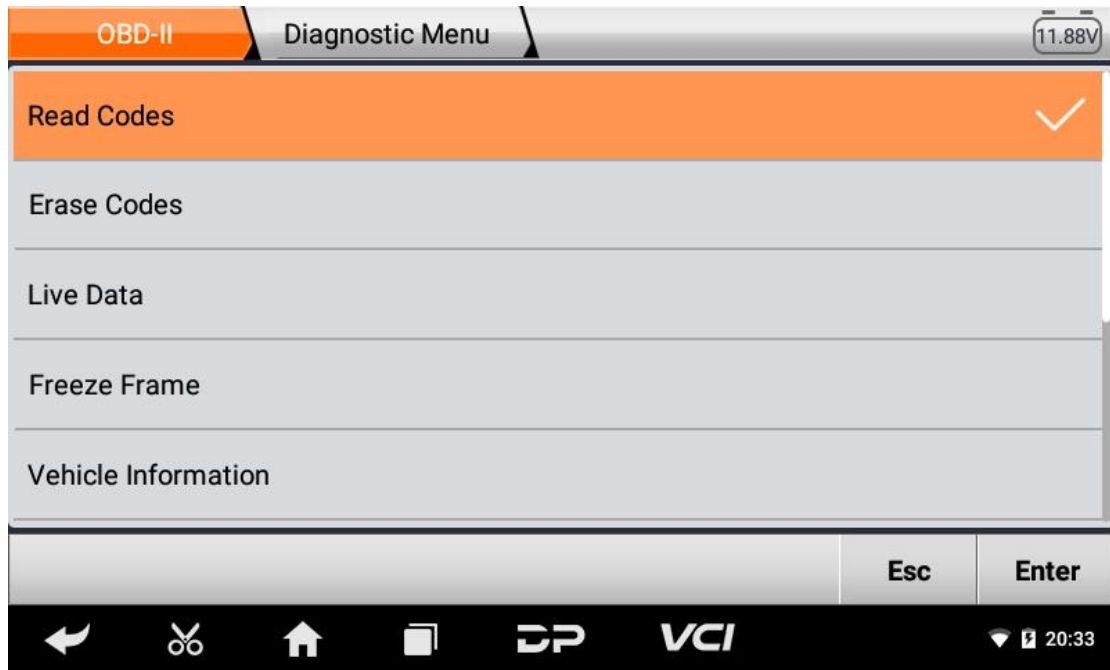 OBD-II
Diagnostic Menu
11.88V
Read Codes
Erase Codes
Live Data
Freeze Frame
Vehicle Information
Esc
Enter
DP
VCI
20:33